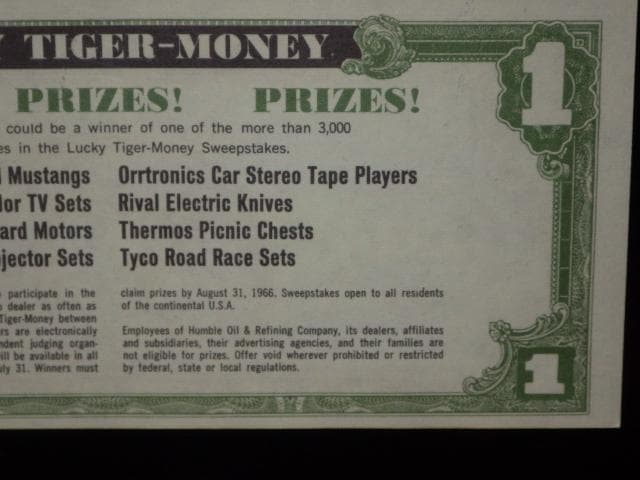 Y TIGER-MONEY
1
PRIZES! PRIZES!
could be a winner of one of the more than 3,000
es in the Lucky Tiger-Money Sweepstakes.
Mustangs Orrtronics Car Stereo Tape Players
lor TV Sets Rival Electric Knives
ard Motors Thermos Picnic Chests
jector Sets Tyco Road Race Sets
participate in the
dealer as often as
Tiger-Money between
rs are electronically
ndent judging organ-
ill be available in all
uly 31. Winners must
claim prizes by August 31, 1966. Sweepstakes open to all residents
of the continental U.S.A.
Employees of Humble Oil & Refining Company, its dealers, affiliates
and subsidiaries, their advertising agencies, and their families are
not eligible for prizes. Offer void wherever prohibited or restricted
by federal, state or local regulations.
1